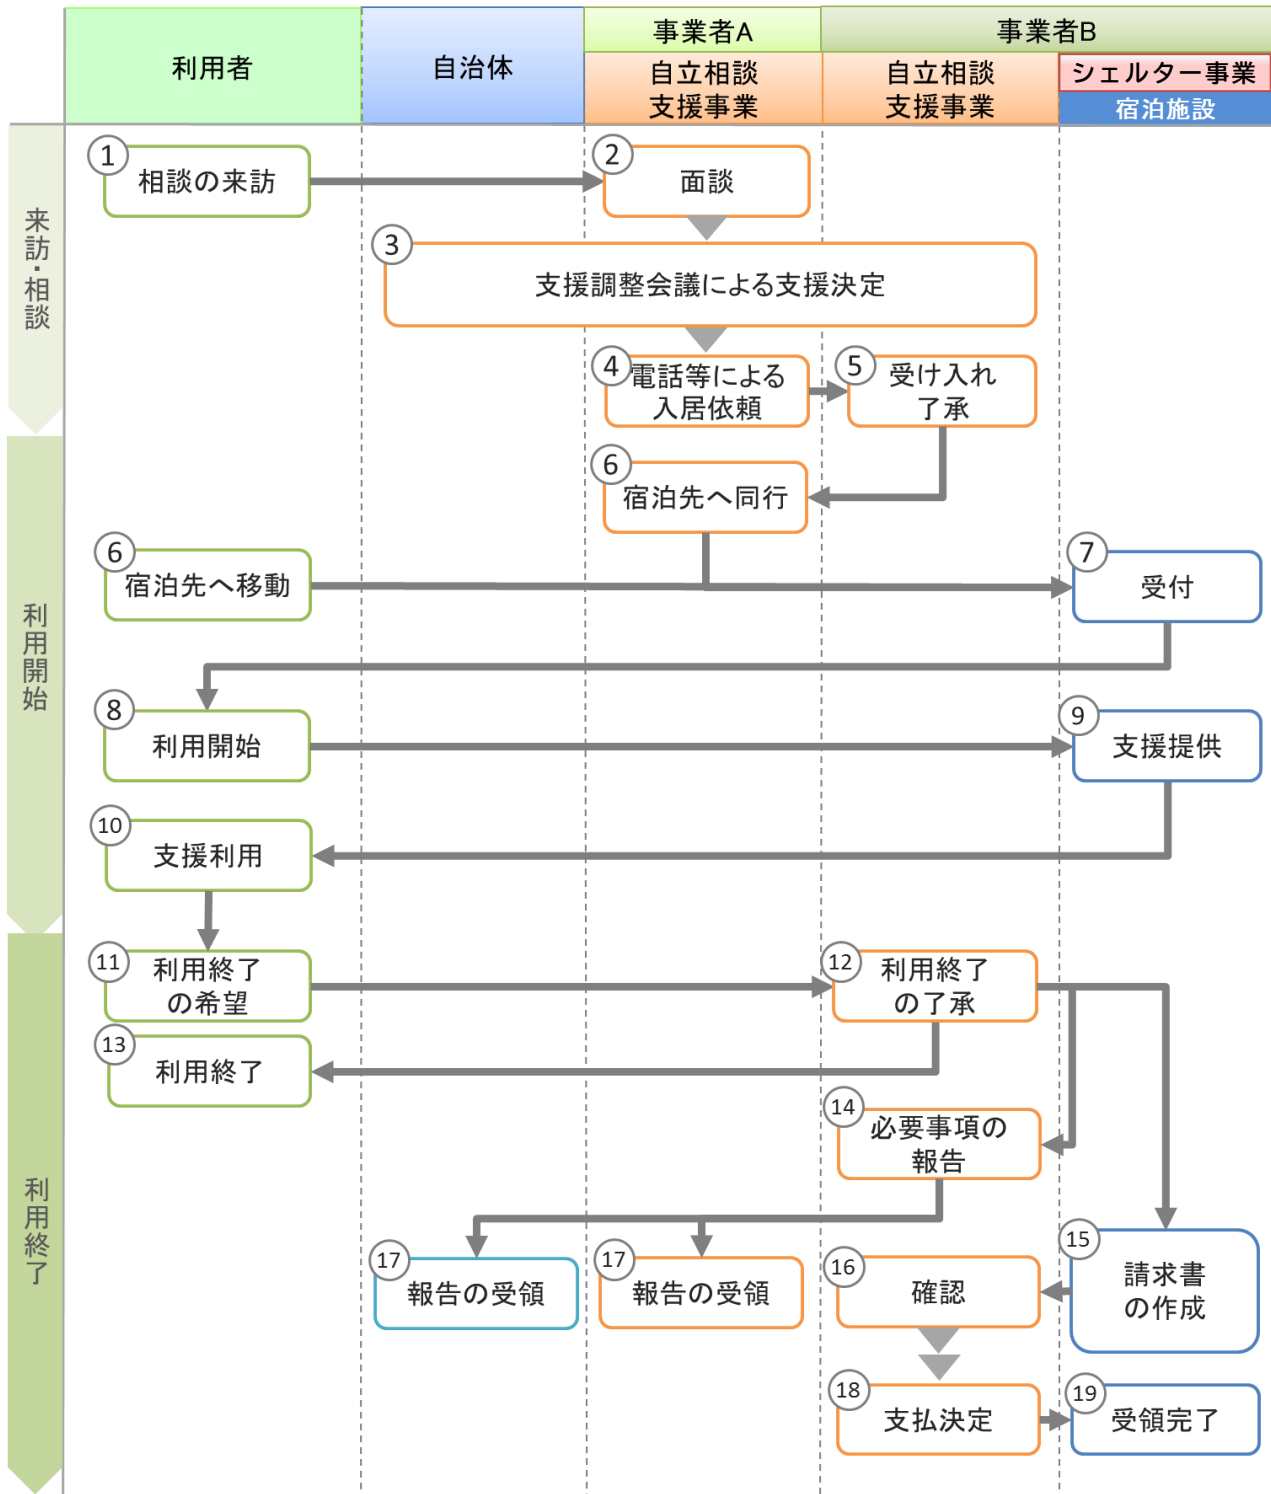 利用者
自治体
事業者A
事業者B
自立相談
支援事業
自立相談
支援事業
シェルター事業
宿泊施設
来訪・相談
① 相談の来訪
② 面談
③ 支援調整会議による支援決定
④ 電話等による
入居依頼
⑤ 受け入れ
了承
利用開始
⑥ 宿泊先へ同行
⑥ 宿泊先へ移動
⑦ 受付
⑧ 利用開始
⑨ 支援提供
⑩ 支援利用
利用終了
⑪ 利用終了
の希望
⑫ 利用終了
の了承
⑬ 利用終了
⑭ 必要事項の
報告
⑮ 請求書
の作成
⑯ 確認
⑰ 報告の受領
⑰ 報告の受領
⑱ 支払決定
⑲ 受領完了